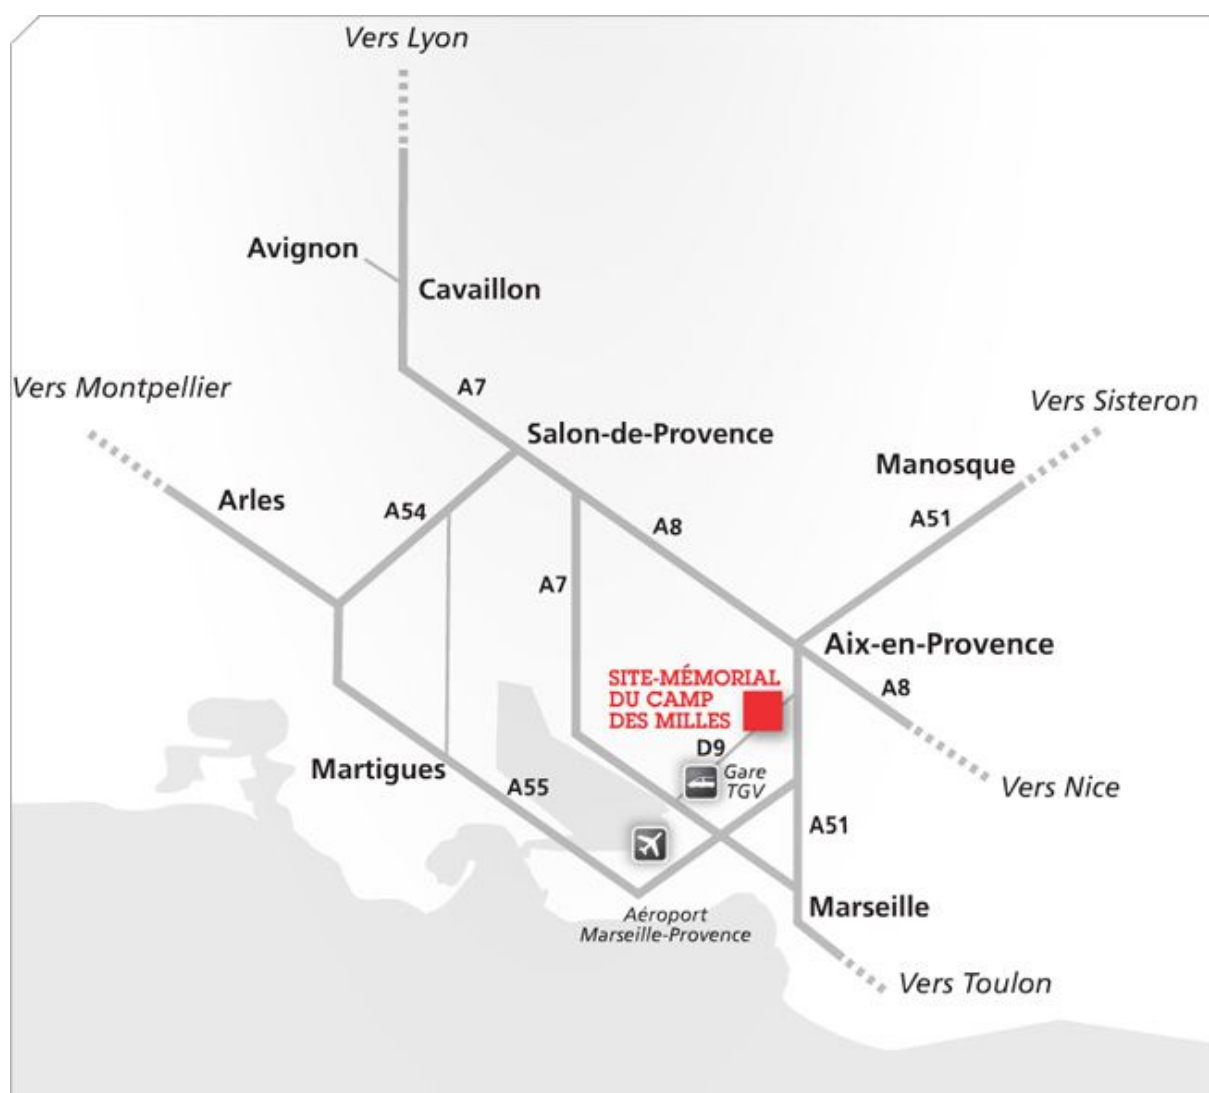 Vers Lyon
Avignon
Cavaillon
Vers Montpellier
A7
Vers Sisteron
Salon-de-Provence
Manosque
Arles
A54
A51
A8
A7
Aix-en-Provence
SITE-MÉMORIAL
DU CAMP
DES MILLES
A8
D9
Gare
TGV
Martigues
A55
Vers Nice
A51
Marseille
Aéroport
Marseille-Provence
Vers Toulon